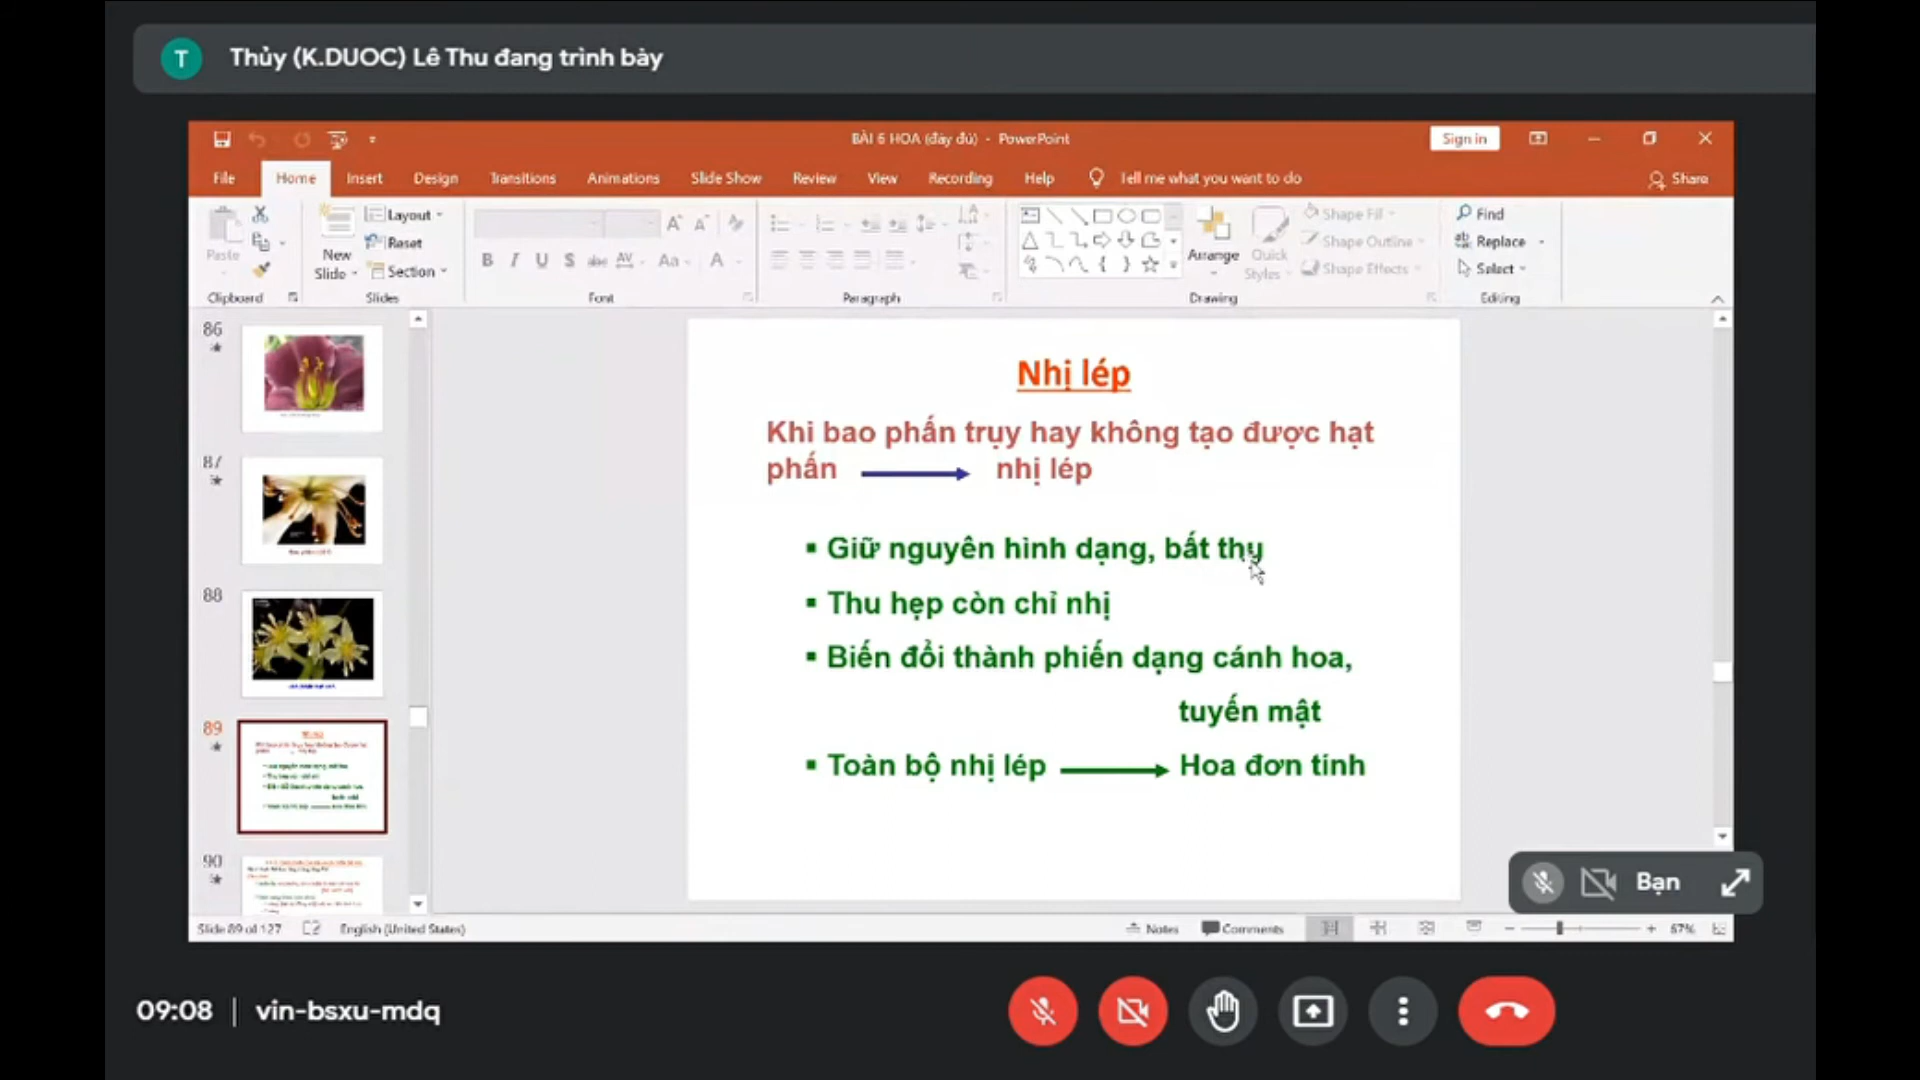 T
Thủy (K.DUOC) Lê Thu đang trình bày
BÀI 6 HOA (đầy đủ) - PowerPoint
Sign in
File Home Insert Design Transitions Animations Slide Show Review View Recording Help Tell me what you want to do
Share
Paste
Clipboard
New
Slide
Layout
Reset
Section
Slides
B I U S abc AV Aa A
Font
Paragraph
Arrange
Quick
Styles
Shape Fill
Shape Outline
Shape Effects
Drawing
Find
Replace
Select
Editing
86
87
88
89
90
Nhị lép
Khi bao phấn trụy hay không tạo được hạt
phấn → nhị lép
▪ Giữ nguyên hình dạng, bất thụ
▪ Thu hẹp còn chỉ nhị
▪ Biến đổi thành phiến dạng cánh hoa,
tuyến mật
▪ Toàn bộ nhị lép → Hoa đơn tính
Bạn
Slide 89 of 127
English (United States)
Notes
Comments
67%
09:08 | vin-bsxu-mdq